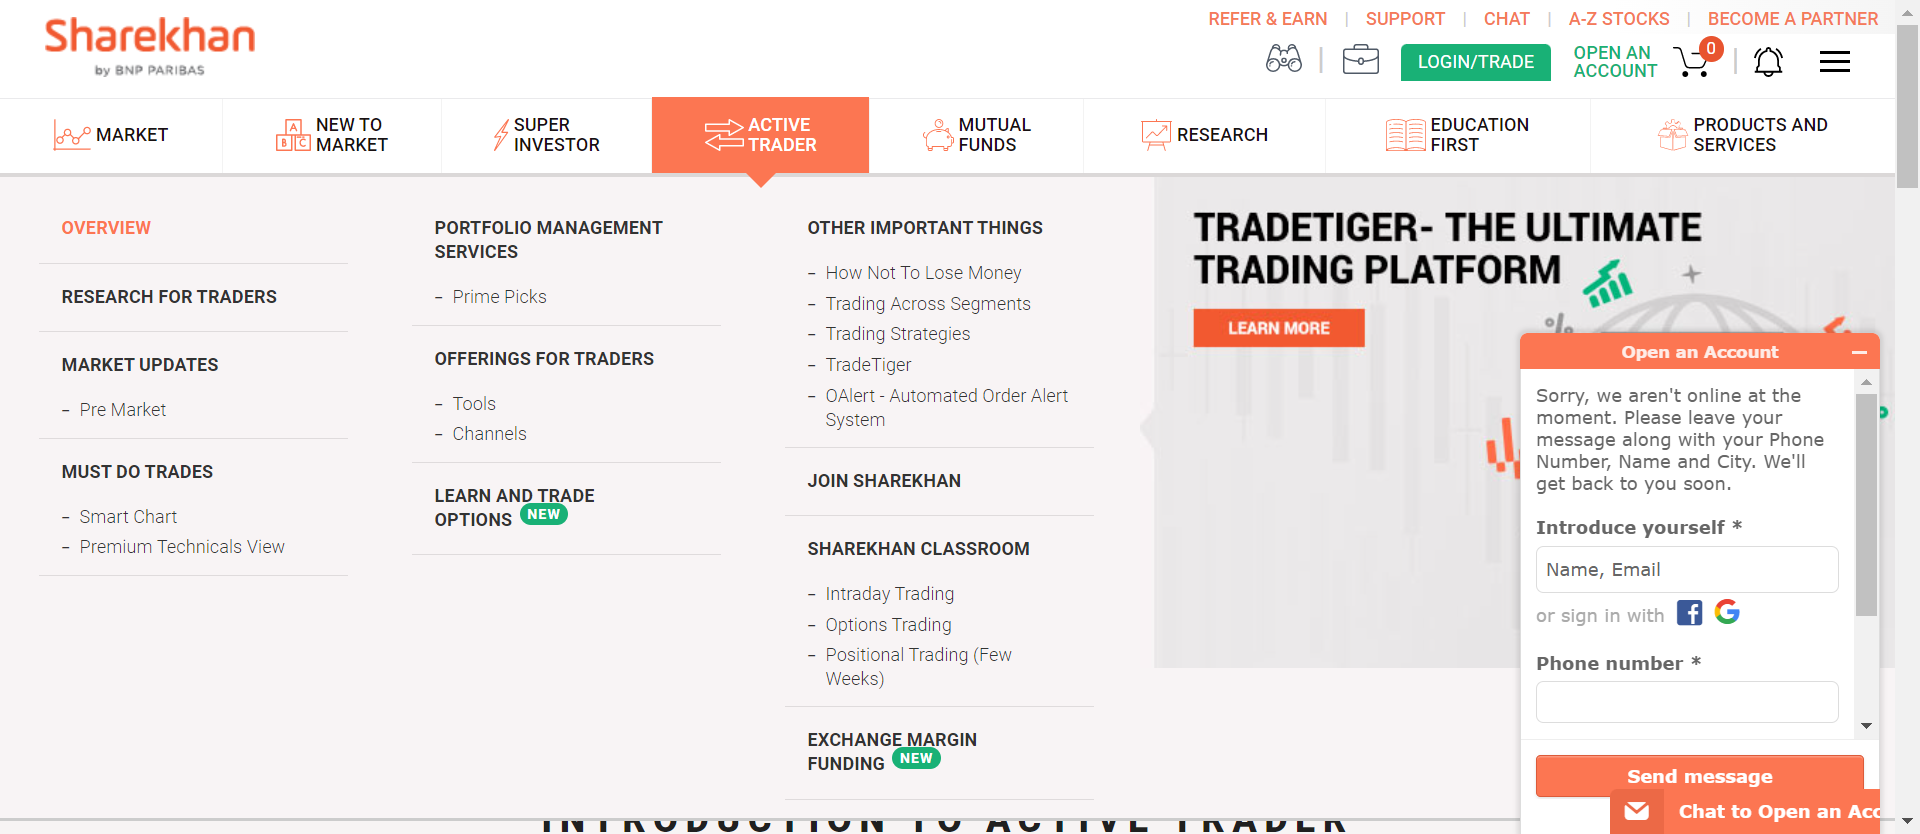 Sharekhan
by BNP PARIBAS
REFER & EARN | SUPPORT | CHAT | A-Z STOCKS | BECOME A PARTNER
LOGIN/TRADE
OPEN AN
ACCOUNT
0
MARKET
NEW TO
MARKET
SUPER
INVESTOR
ACTIVE
TRADER
MUTUAL
FUNDS
RESEARCH
EDUCATION
FIRST
PRODUCTS AND
SERVICES
OVERVIEW
RESEARCH FOR TRADERS
MARKET UPDATES
- Pre Market
MUST DO TRADES
- Smart Chart
- Premium Technicals View
PORTFOLIO MANAGEMENT
SERVICES
- Prime Picks
OFFERINGS FOR TRADERS
- Tools
- Channels
LEARN AND TRADE
OPTIONS NEW
OTHER IMPORTANT THINGS
- How Not To Lose Money
- Trading Across Segments
- Trading Strategies
- TradeTiger
- OAlert - Automated Order Alert
System
JOIN SHAREKHAN
SHAREKHAN CLASSROOM
- Intraday Trading
- Options Trading
- Positional Trading (Few
Weeks)
EXCHANGE MARGIN
FUNDING NEW
TRADETIGER- THE ULTIMATE
TRADING PLATFORM
LEARN MORE
%
Open an Account
Sorry, we aren't online at the
moment. Please leave your
message along with your Phone
Number, Name and City. We'll
get back to you soon.
Introduce yourself *
Name, Email
or sign in with
Phone number *
Send message
Chat to Open an Acc
INTRODUCTION TO ACTIVE TRADER